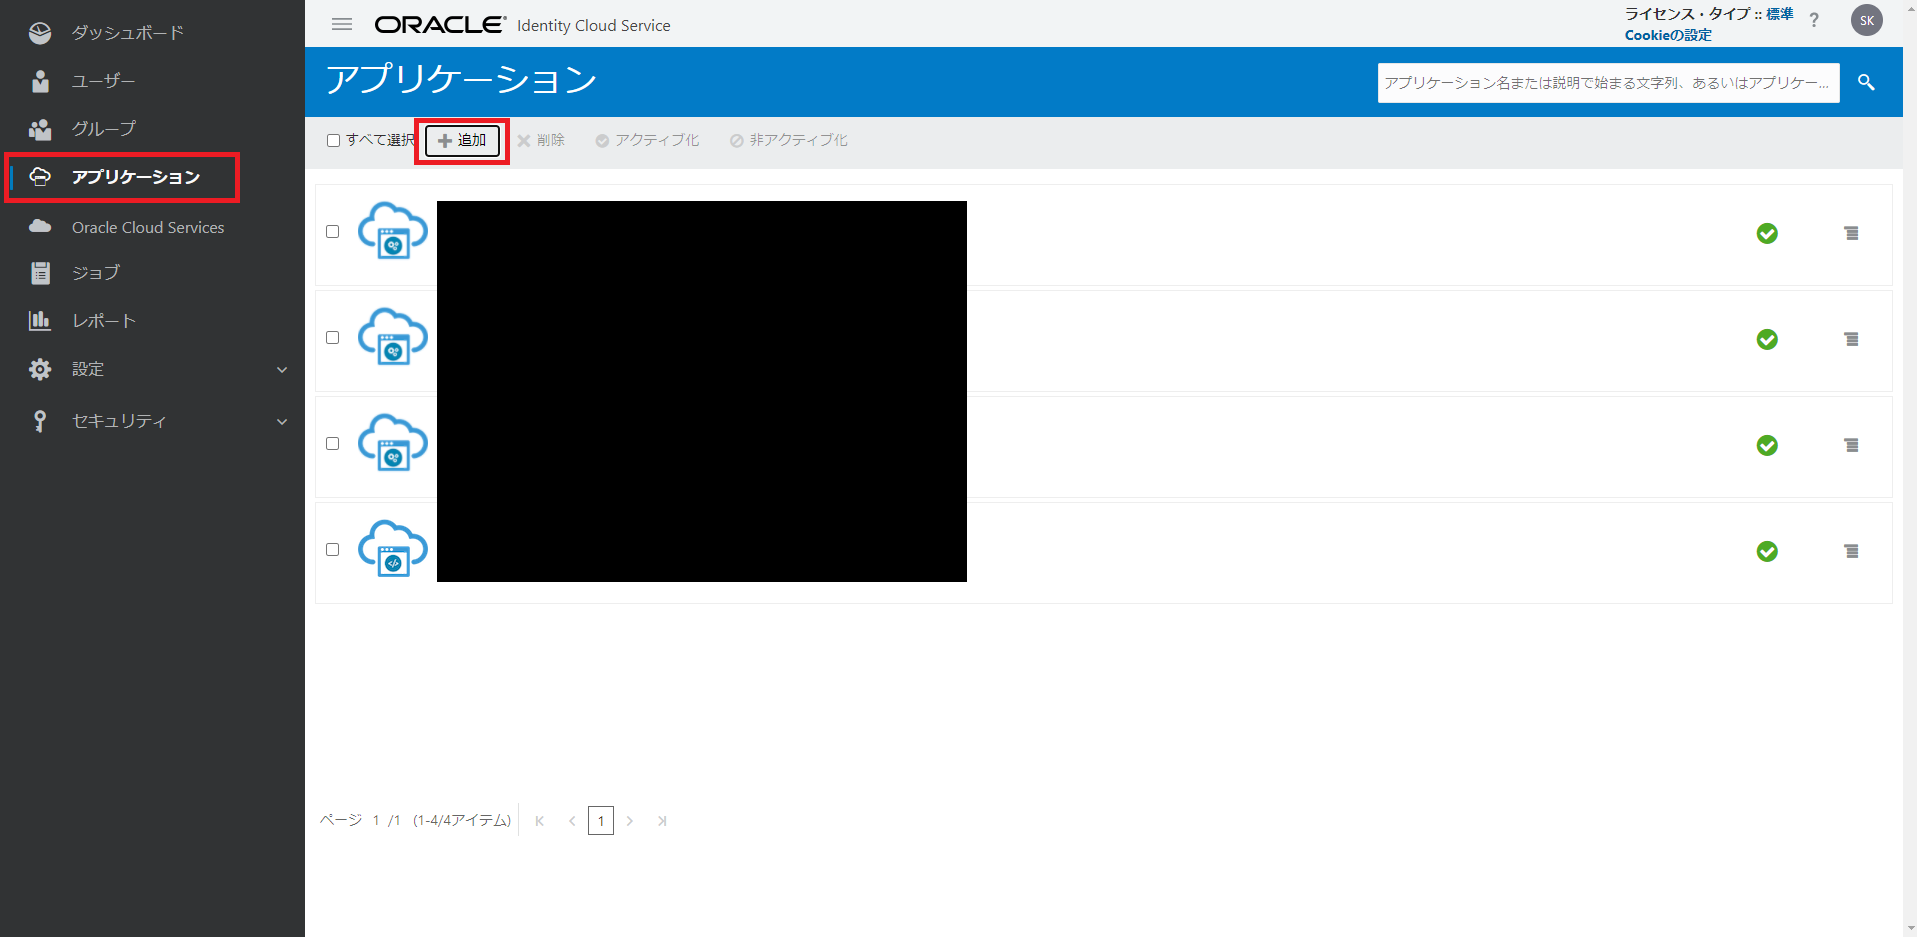 ダッシュボード
ユーザー
グループ
アプリケーション
Oracle Cloud Services
ジョブ
レポート
設定
セキュリティ
ORACLE® Identity Cloud Service
ライセンス・タイプ :: 標準
Cookieの設定
?
SK
アプリケーション
アプリケーション名または説明で始まる文字列、あるいはアプリケー...
すべて選択 追加 削除 アクティブ化 非アクティブ化
ページ 1 /1 (1-4/4アイテム) 1